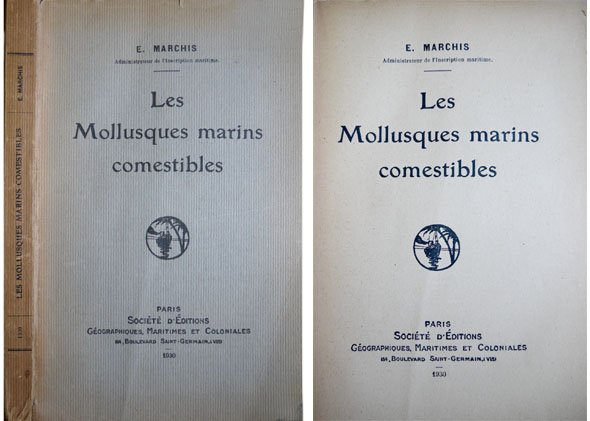 E. MARCHIS
LES MOLLUSQUES MARINS COMESTIBLES
1930
E. MARCHIS
Administrateur de l'Inscription maritime.
Les
Mollusques marins
comestibles
PARIS
SOCIÉTÉ D'ÉDITIONS
GÉOGRAPHIQUES, MARITIMES ET COLONIALES
184, BOULEVARD SAINT-GERMAIN, (VIE)
1930
E. MARCHIS
Administrateur de l'Inscription maritime.
Les
Mollusques marins
comestibles
PARIS
SOCIÉTÉ D'ÉDITIONS
GÉOGRAPHIQUES, MARITIMES ET COLONIALES
184, BOULEVARD SAINT-GERMAIN, (VIE)
1930